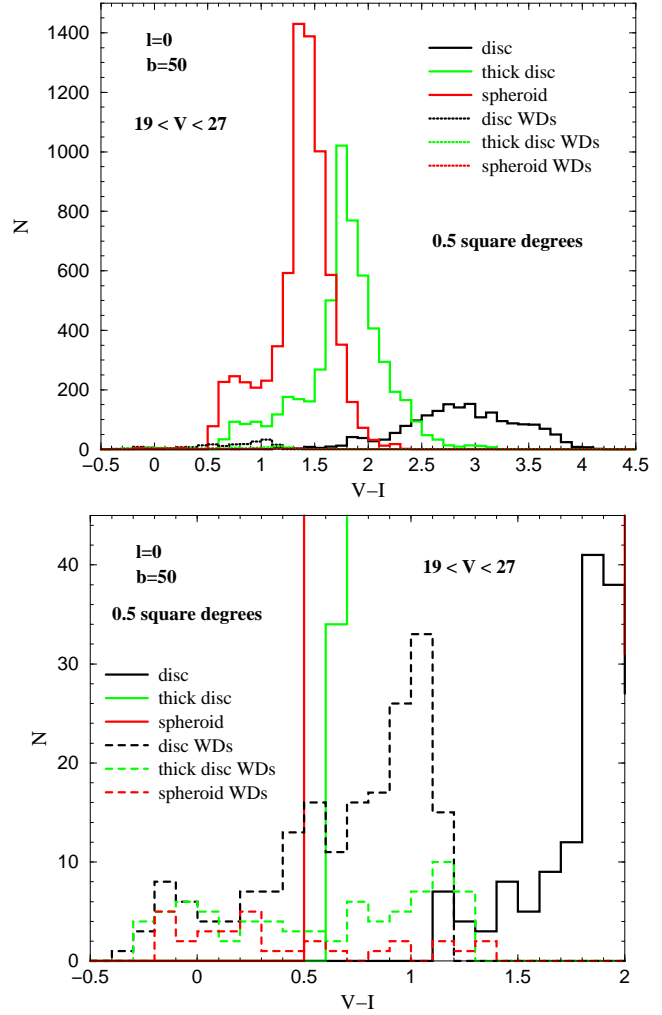 l=0
b=50
19 < V < 27
disc
thick disc
spheroid
disc WDs
thick disc WDs
spheroid WDs
0.5 square degrees
N
1400
1200
1000
800
600
400
200
0
−0.5 0 0.5 1 1.5 2 2.5 3 3.5 4 4.5
V−I
l=0
b=50
19 < V < 27
0.5 square degrees
disc
thick disc
spheroid
disc WDs
thick disc WDs
spheroid WDs
N
40
30
20
10
0
−0.5 0 0.5 1 1.5 2
V−I